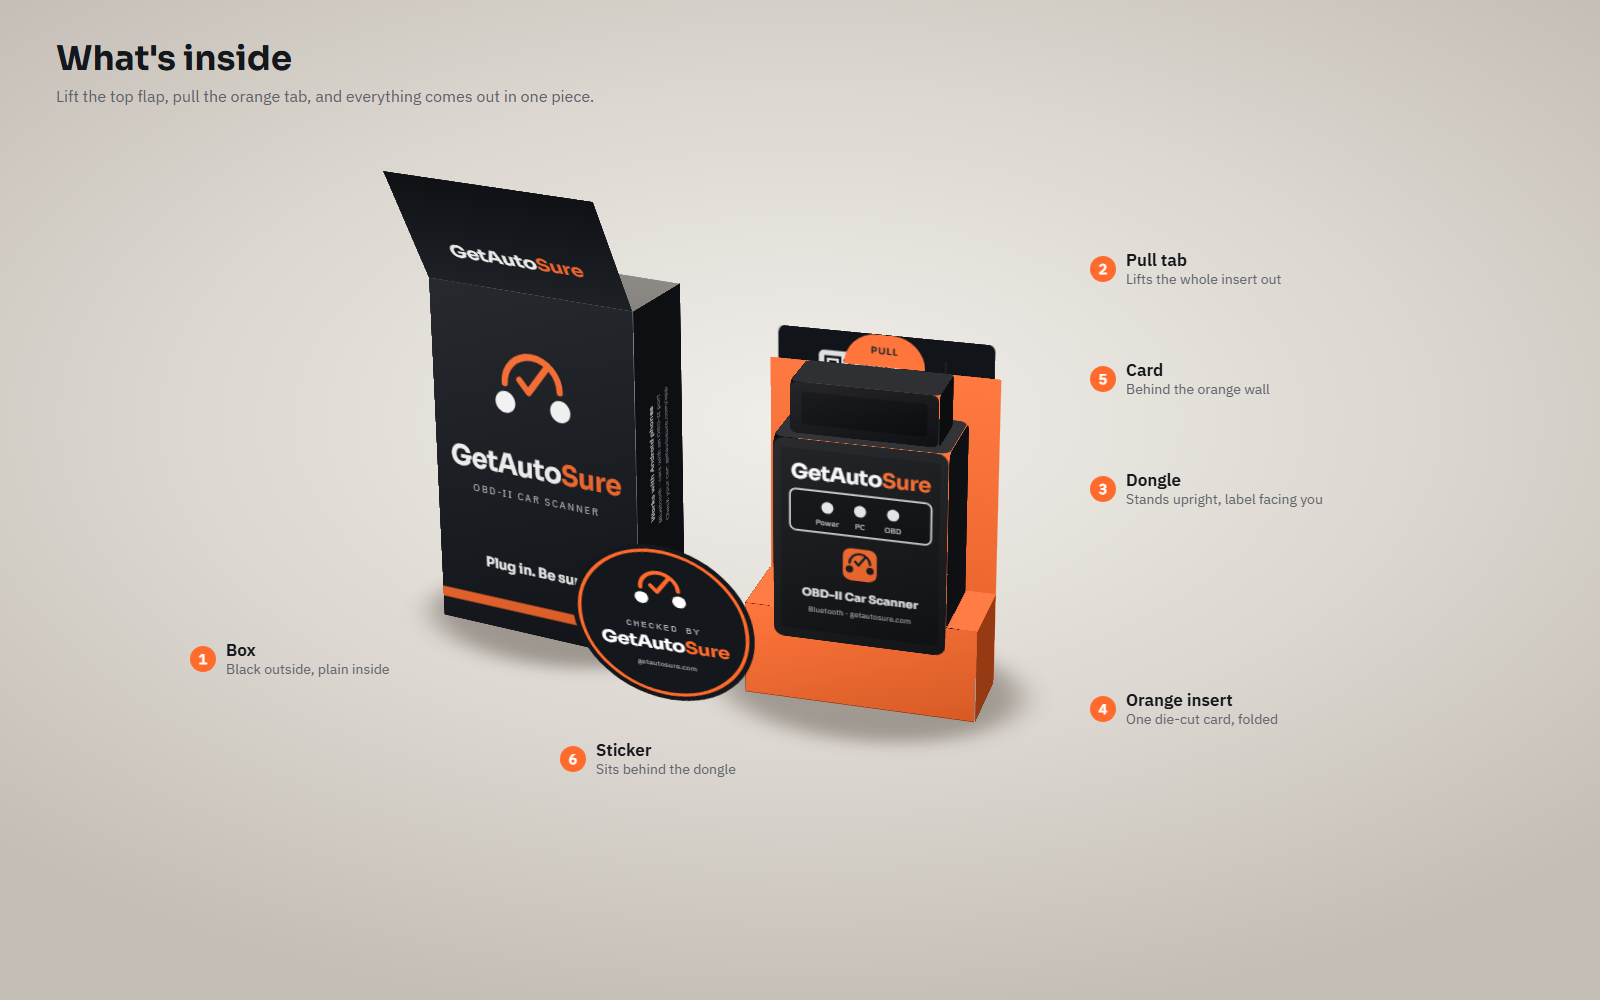 What's inside
Lift the top flap, pull the orange tab, and everything comes out in one piece.
GetAutoSure
GetAutoSure
OBD-II CAR SCANNER
Plug in. Be
Works with Android phones
CHECKED BY
GetAutoSure
getautosure.com
PULL
GetAutoSure
Power
PC
OBD
OBD-II Car Scanner
Bluetooth · getautosure.com
1
Box
Black outside, plain inside
2
Pull tab
Lifts the whole insert out
5
Card
Behind the orange wall
3
Dongle
Stands upright, label facing you
4
Orange insert
One die-cut card, folded
6
Sticker
Sits behind the dongle